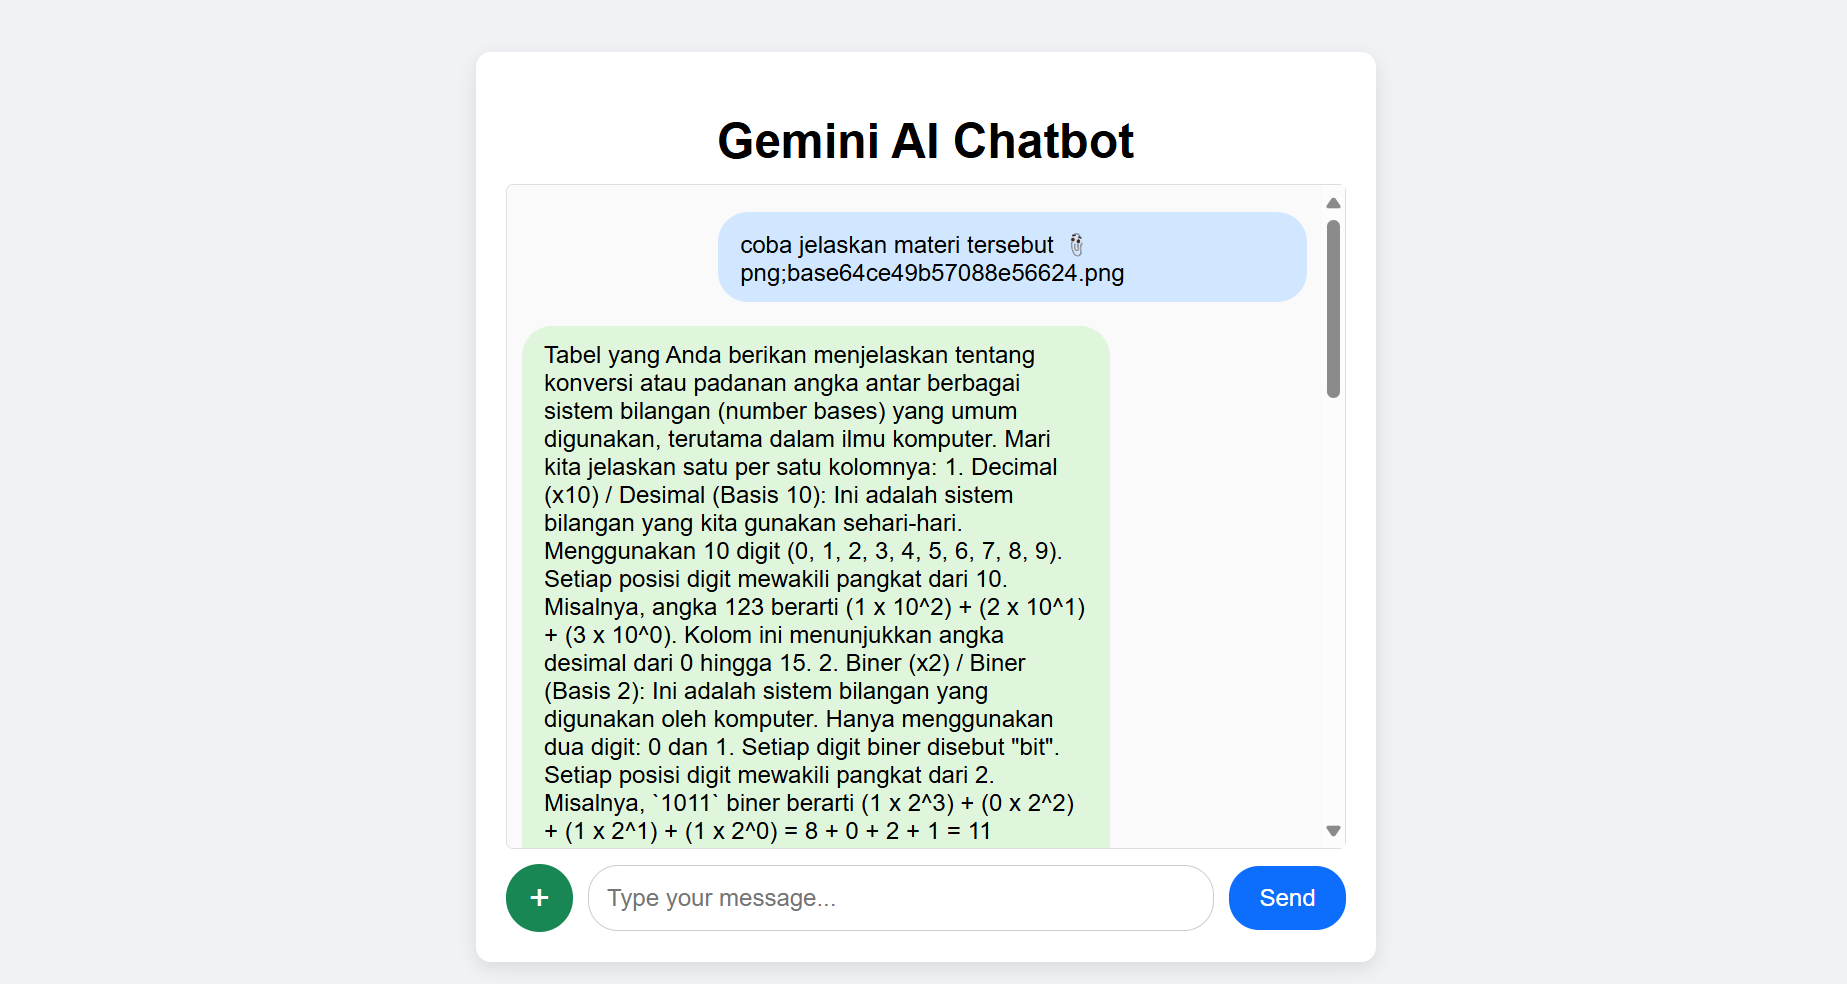 Gemini AI Chatbot
coba jelaskan materi tersebut
png;base64ce49b57088e56624.png
Tabel yang Anda berikan menjelaskan tentang
konversi atau padanan angka antar berbagai
sistem bilangan (number bases) yang umum
digunakan, terutama dalam ilmu komputer. Mari
kita jelaskan satu per satu kolomnya: 1. Decimal
(x10) / Desimal (Basis 10): Ini adalah sistem
bilangan yang kita gunakan sehari-hari.
Menggunakan 10 digit (0, 1, 2, 3, 4, 5, 6, 7, 8, 9).
Setiap posisi digit mewakili pangkat dari 10.
Misalnya, angka 123 berarti (1 x 10^2) + (2 x 10^1)
+ (3 x 10^0). Kolom ini menunjukkan angka
desimal dari 0 hingga 15. 2. Biner (x2) / Biner
(Basis 2): Ini adalah sistem bilangan yang
digunakan oleh komputer. Hanya menggunakan
dua digit: 0 dan 1. Setiap digit biner disebut "bit".
Setiap posisi digit mewakili pangkat dari 2.
Misalnya, `1011` biner berarti (1 x 2^3) + (0 x 2^2)
+ (1 x 2^1) + (1 x 2^0) = 8 + 0 + 2 + 1 = 11
+
Type your message...
Send